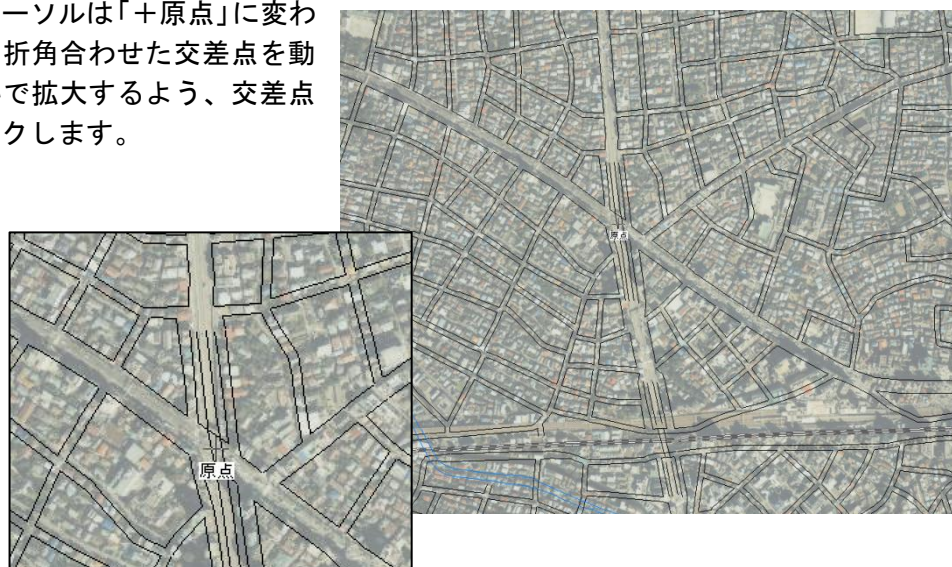 ーソルは「＋原点」に変わ
折角合わせた交差点を動
で拡大するよう、交差点
クします。
原点
原点